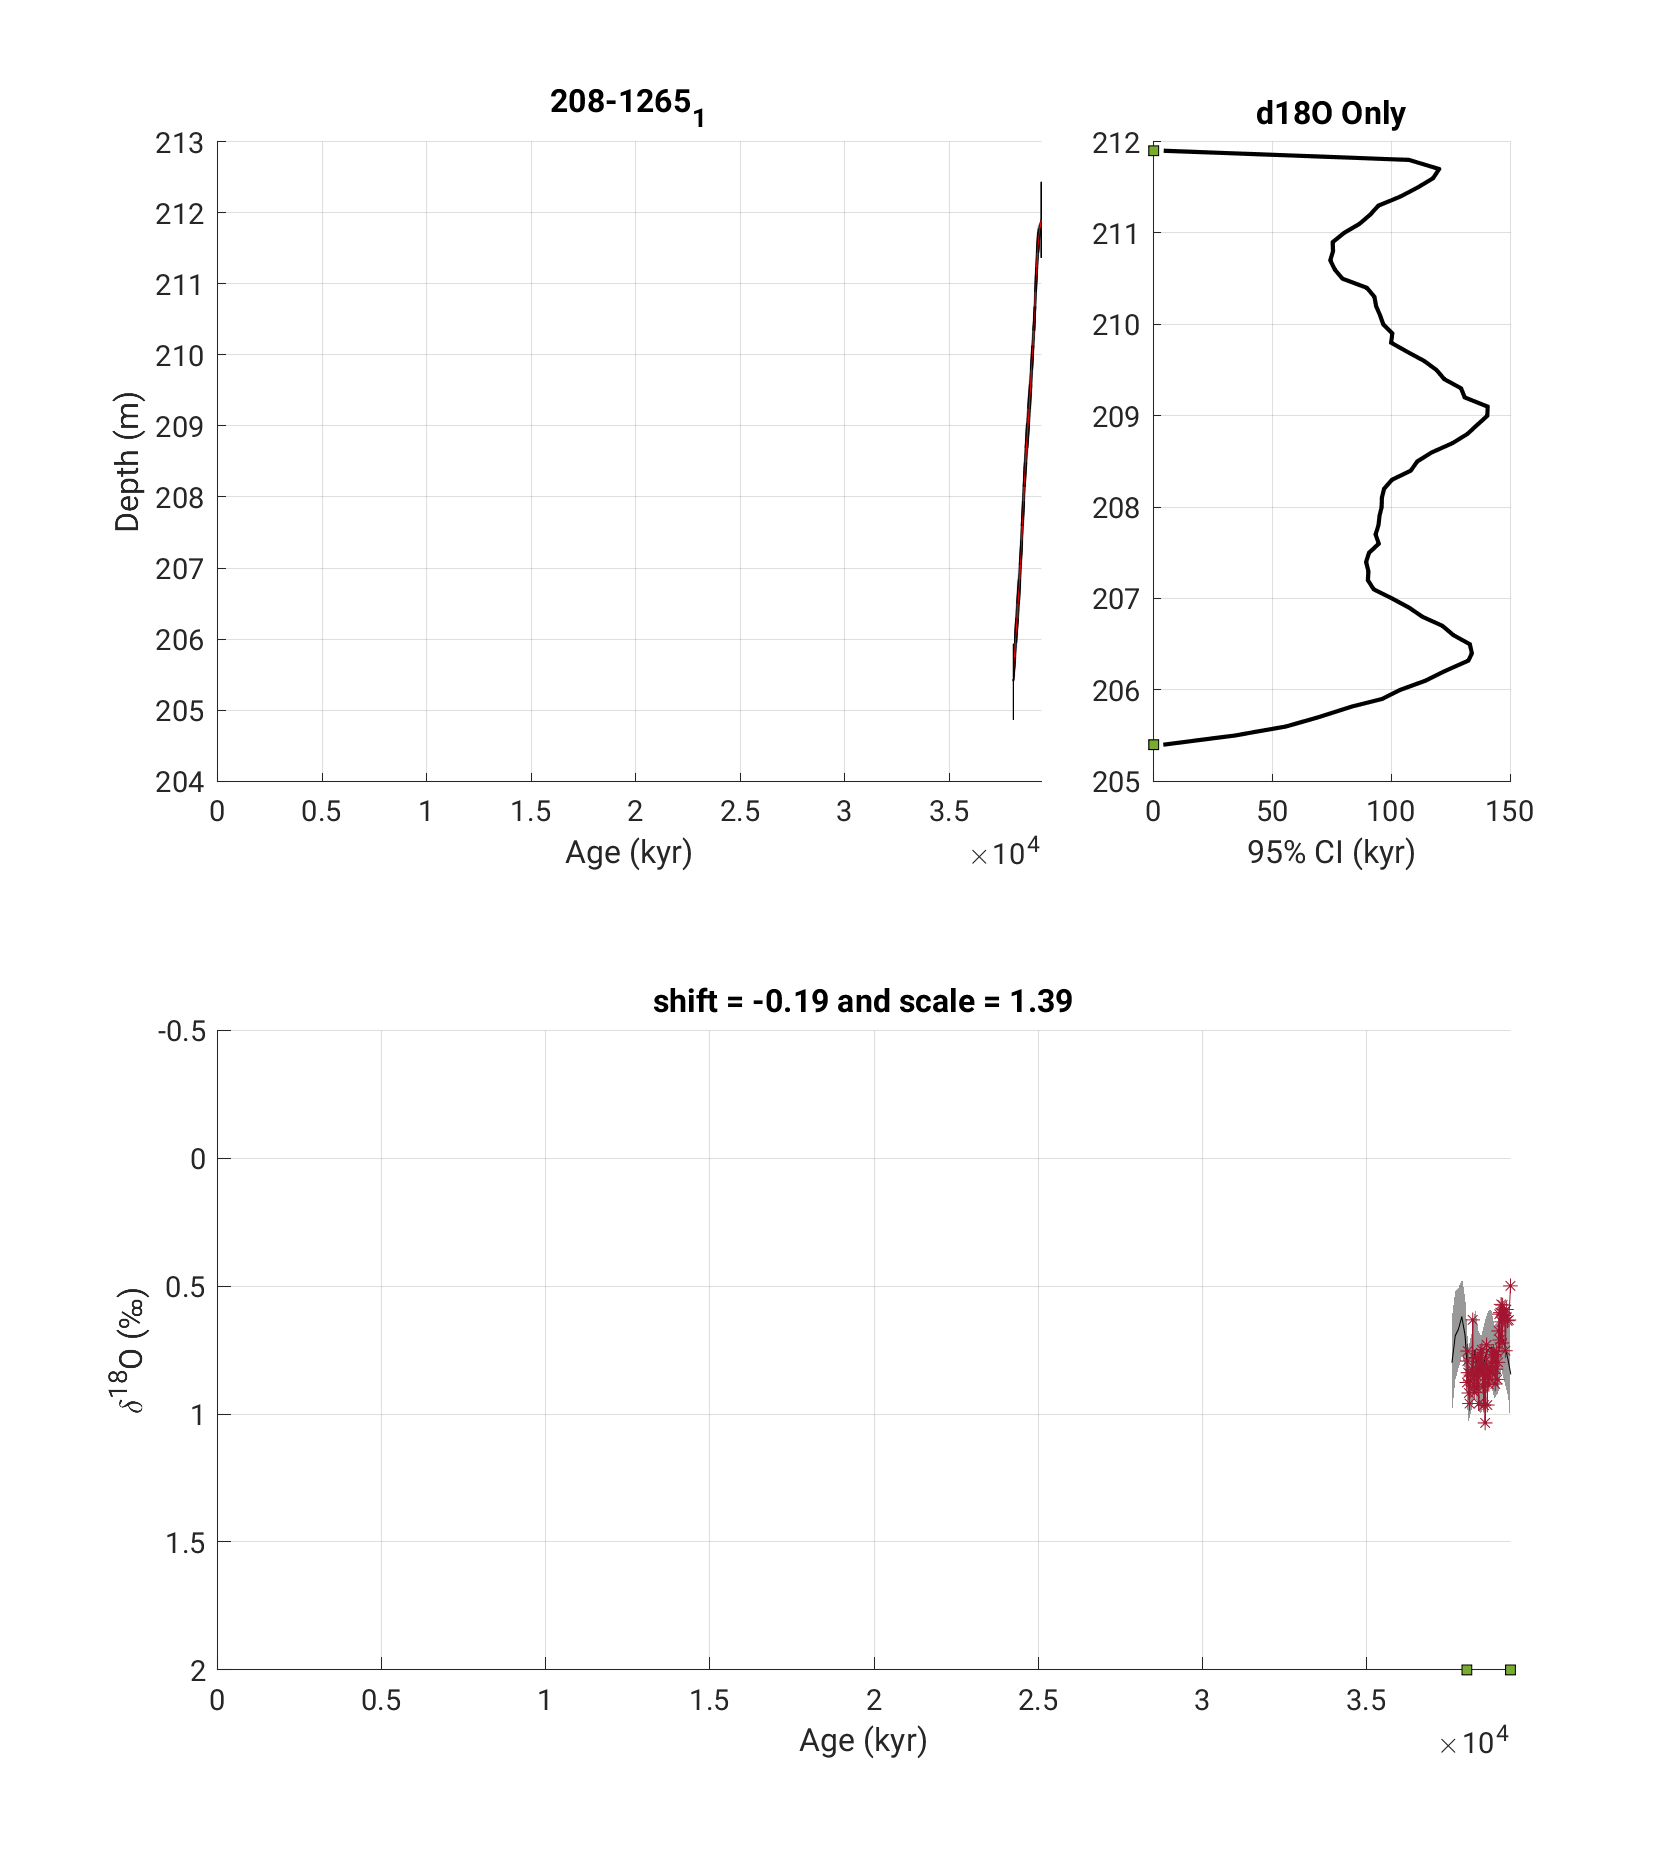 208-1265₁
213
212
211
210
209
208
207
206
205
204
Depth (m)
0 0.5 1 1.5 2 2.5 3 3.5
×10⁴
Age (kyr)
d18O Only
212
211
210
209
208
207
206
205
0 50 100 150
95% CI (kyr)
shift = -0.19 and scale = 1.39
-0.5
0
0.5
1
1.5
2
δ¹⁸O (‰)
0 0.5 1 1.5 2 2.5 3 3.5
×10⁴
Age (kyr)